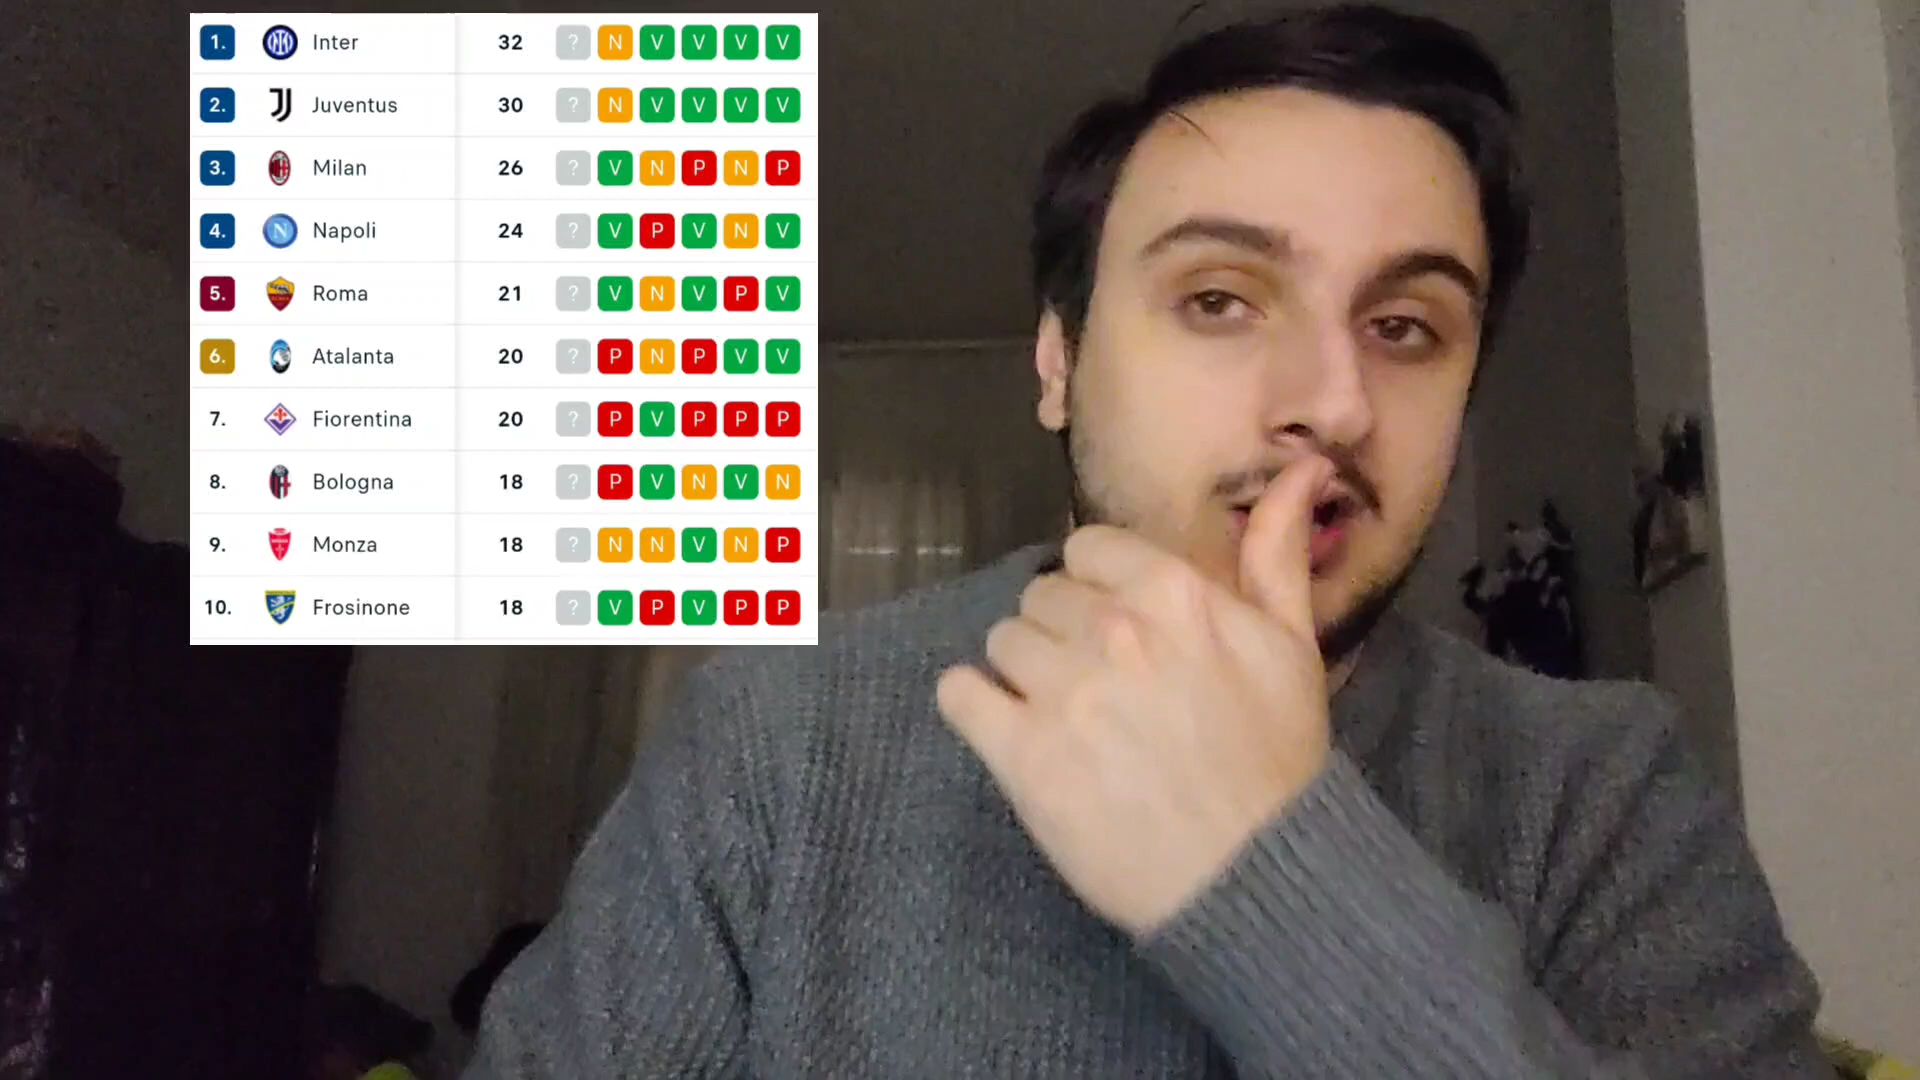 1. Inter 32 ? N V V V V
2. Juventus 30 ? N V V V V
3. Milan 26 ? V N P N P
4. Napoli 24 ? V P V N V
5. Roma 21 ? V N V P V
6. Atalanta 20 ? P N P V V
7. Fiorentina 20 ? P V P P P
8. Bologna 18 ? P V N V N
9. Monza 18 ? N N V N P
10. Frosinone 18 ? V P V P P